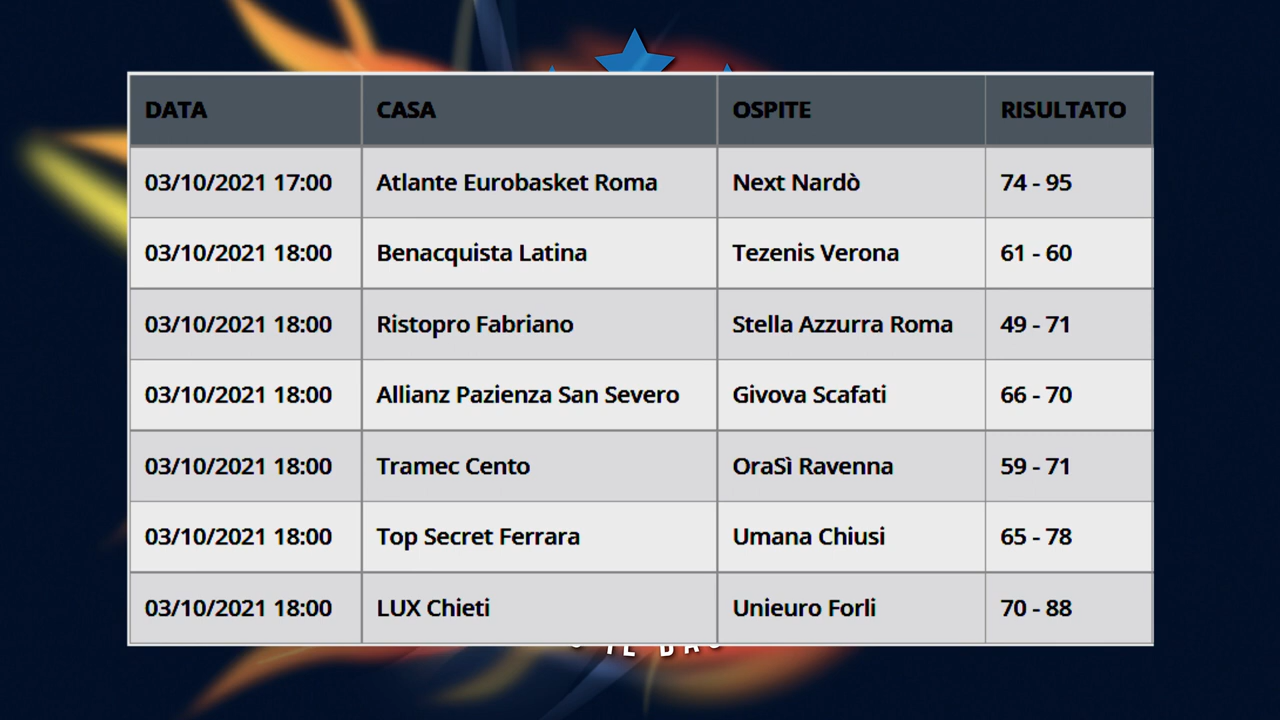 DATA CASA OSPITE RISULTATO
03/10/2021 17:00 Atlante Eurobasket Roma Next Nardò 74 - 95
03/10/2021 18:00 Benacquista Latina Tezenis Verona 61 - 60
03/10/2021 18:00 Ristopro Fabriano Stella Azzurra Roma 49 - 71
03/10/2021 18:00 Allianz Pazienza San Severo Givova Scafati 66 - 70
03/10/2021 18:00 Tramec Cento OraSì Ravenna 59 - 71
03/10/2021 18:00 Top Secret Ferrara Umana Chiusi 65 - 78
03/10/2021 18:00 LUX Chieti Unieuro Forli 70 - 88